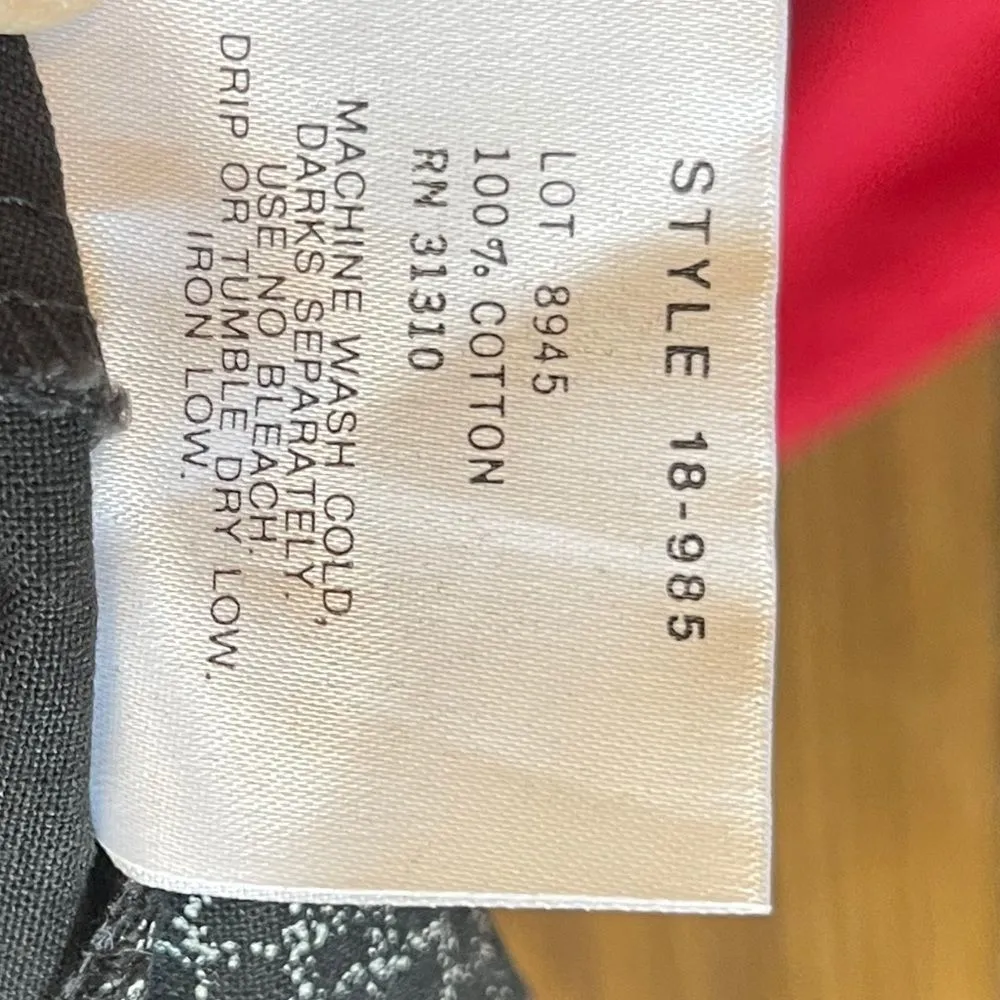 STYLE 18-985
LOT 8945
100% COTTON
RN 31310
MACHINE WASH COLD,
DARKS SEPARATELY.
USE NO BLEACH.
DRIP OR TUMBLE DRY LOW.
IRON LOW.